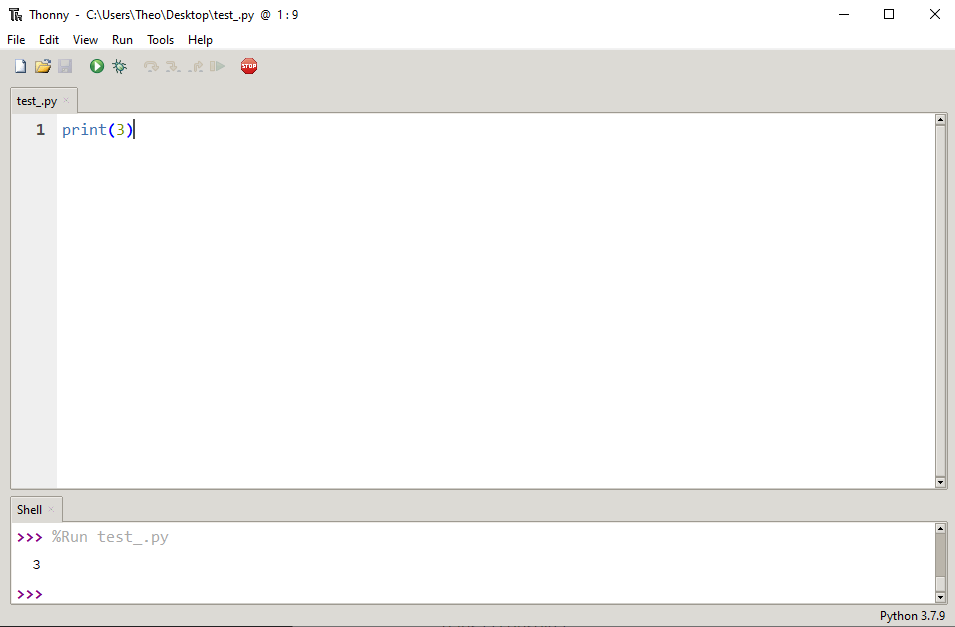 Thonny - C:\Users\Theo\Desktop\test_.py @ 1:9
File Edit View Run Tools Help
STOP
test_.py
1 print(3)
Shell
>>> %Run test_.py
3
>>>
Python 3.7.9